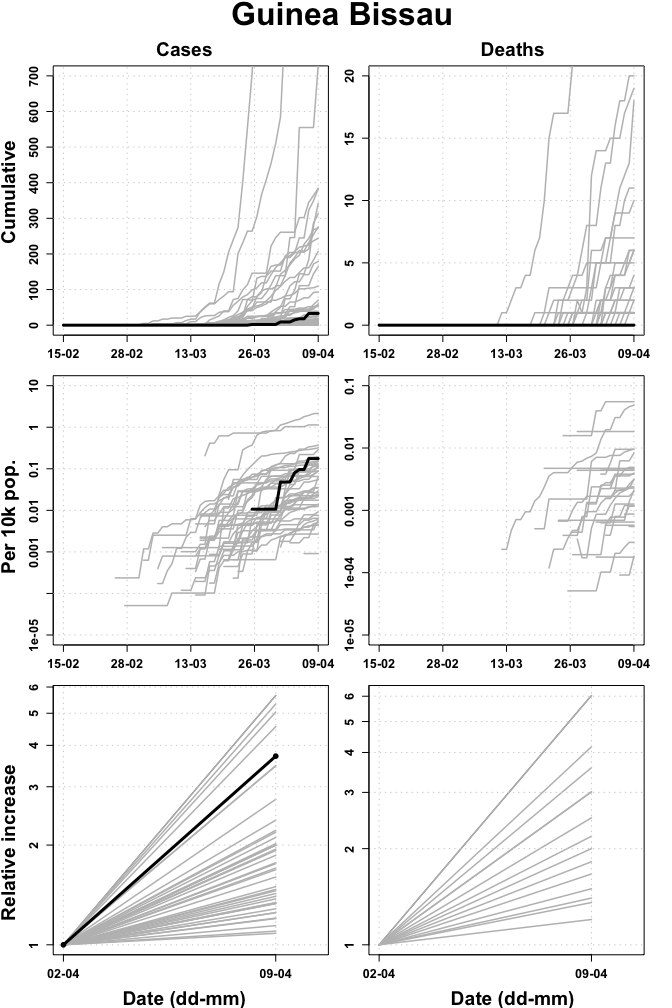 Guinea Bissau
Cases
Deaths
Cumulative
700
600
500
400
300
200
100
0
15-02 28-02 13-03 26-03 09-04
20
15
10
5
0
15-02 28-02 13-03 26-03 09-04
Per 10k pop.
10
1
0.1
0.01
0.001
1e-05
15-02 28-02 13-03 26-03 09-04
0.1
0.01
0.001
1e-04
1e-05
15-02 28-02 13-03 26-03 09-04
Relative increase
6
5
4
3
2
1
02-04 09-04
Date (dd-mm)
6
5
4
3
2
1
02-04 09-04
Date (dd-mm)